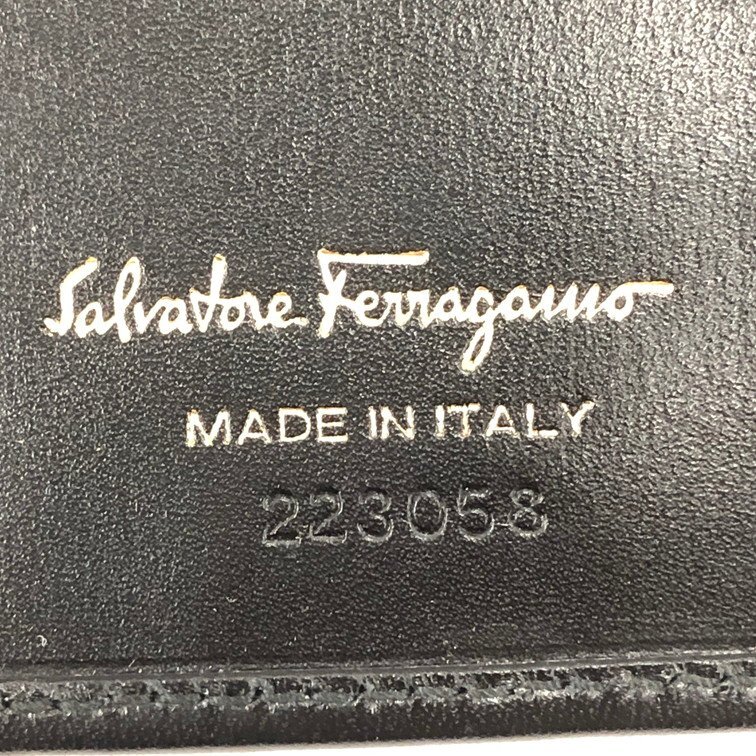 Salvatore Ferragamo
MADE IN ITALY
223058